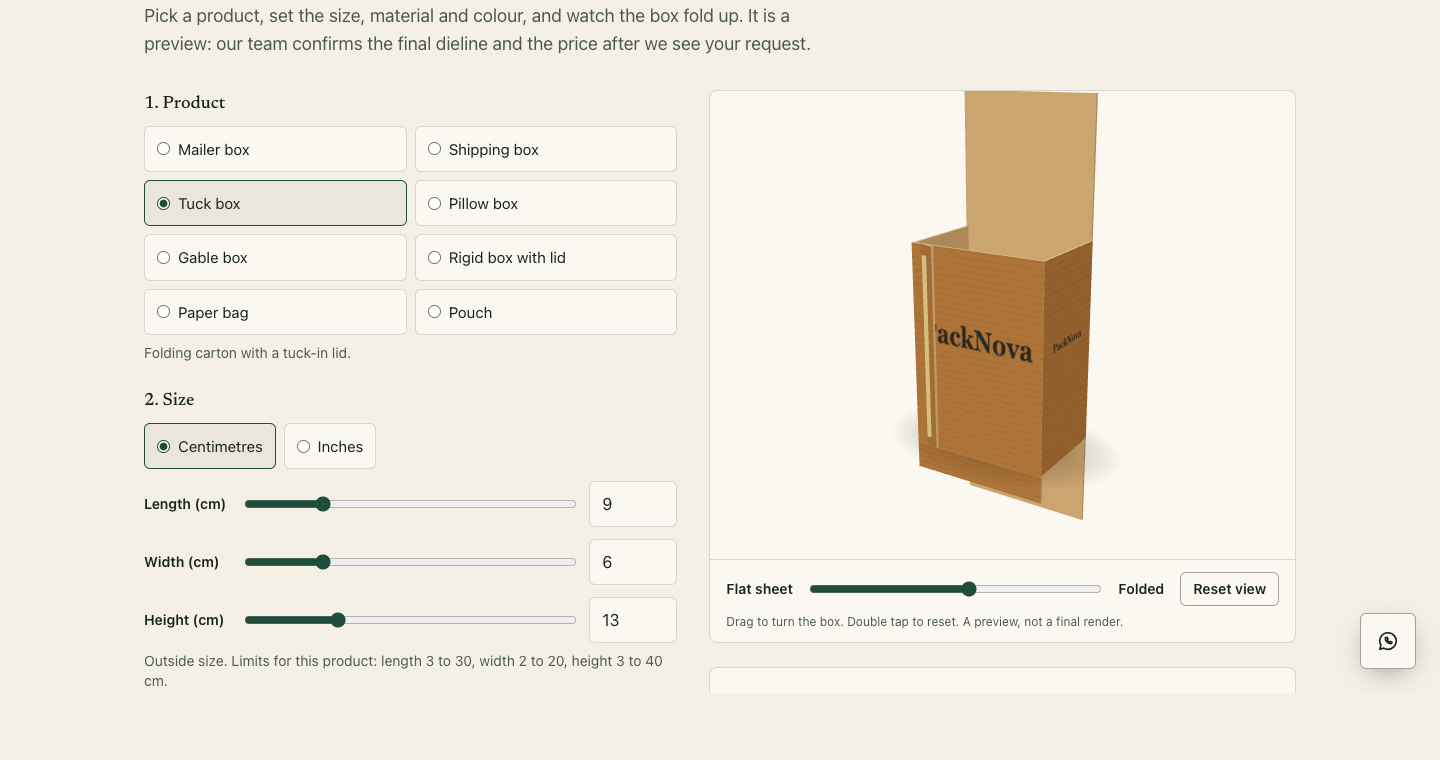 Pick a product, set the size, material and colour, and watch the box fold up. It is a
preview: our team confirms the final dieline and the price after we see your request.
1. Product
Mailer box
Shipping box
Tuck box
Pillow box
Gable box
Rigid box with lid
Paper bag
Pouch
Folding carton with a tuck-in lid.
2. Size
Centimetres
Inches
Length (cm)
9
Width (cm)
6
Height (cm)
13
Outside size. Limits for this product: length 3 to 30, width 2 to 20, height 3 to 40
cm.
PackNova
PackNova
Flat sheet
Folded
Reset view
Drag to turn the box. Double tap to reset. A preview, not a final render.